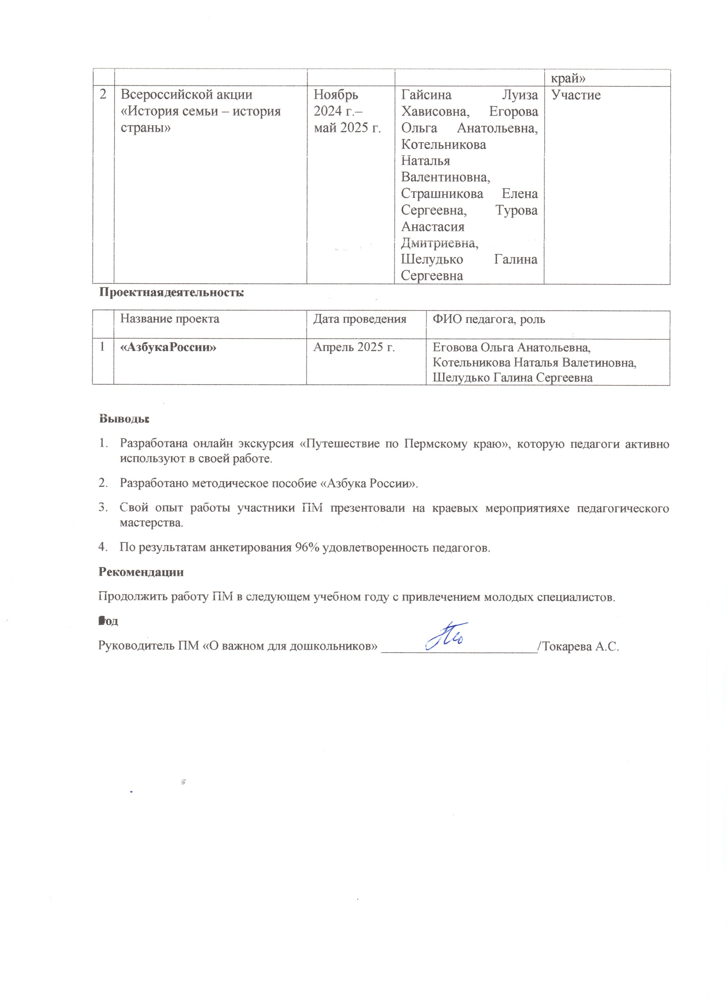 край»
2 Всероссийской акции Ноябрь Гайсина Луиза Участие
«История семьи – история 2024 г.– Хависовна, Егорова
страны» май 2025 г. Ольга Анатольевна,
Котельникова
Наталья
Валентиновна,
Страшникова Елена
Сергеевна, Турова
Анастасия
Дмитриевна,
Шелудько Галина
Сергеевна
Проектнаядеятельность:
Название проекта Дата проведения ФИО педагога, роль
1 «АзбукаРоссии» Апрель 2025 г. Еговова Ольга Анатольевна,
Котельникова Наталья Валетиновна,
Шелудько Галина Сергеевна
Выводы:
1. Разработана онлайн экскурсия «Путешествие по Пермскому краю», которую педагоги активно
используют в своей работе.
2. Разработано методическое пособие «Азбука России».
3. Свой опыт работы участники ПМ презентовали на краевых мероприятияхе педагогического
мастерства.
4. По результатам анкетирования 96% удовлетворенность педагогов.
Рекомендации
Продолжить работу ПМ в следующем учебном году с привлечением молодых специалистов.
Руководитель ПМ «О важном для дошкольников» /Токарева А.С.